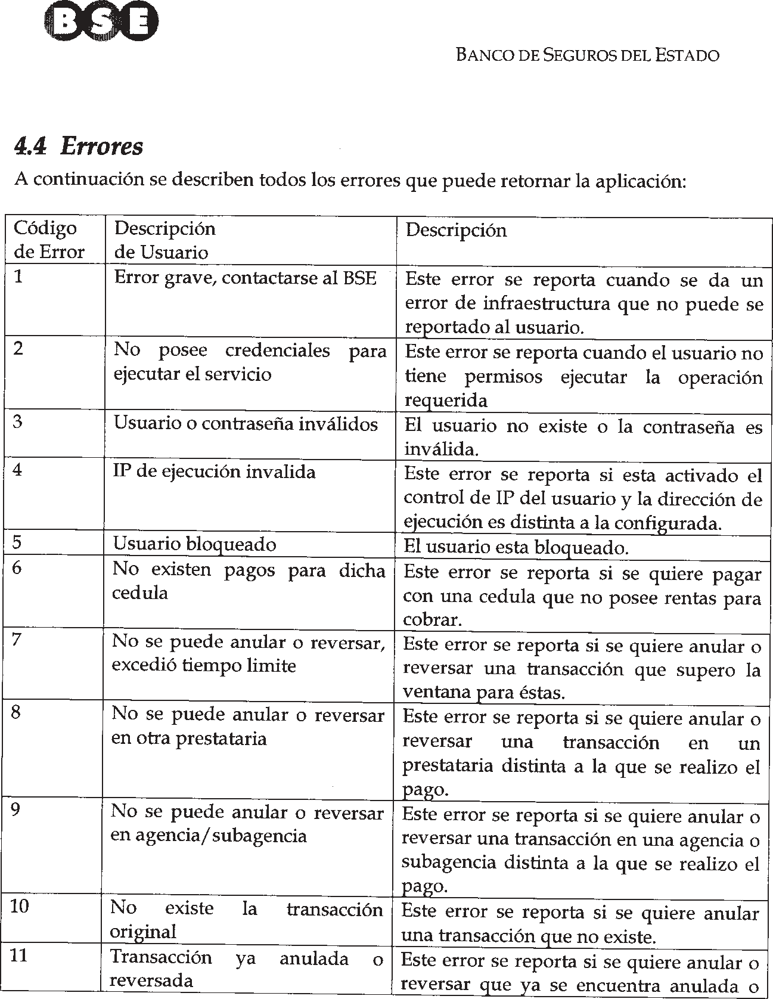 BSE
BANCO DE SEGUROS DEL ESTADO
4.4 Errores
A continuación se describen todos los errores que puede retornar la aplicación:
Código
de Error
Descripción
de Usuario
Descripción
1
Error grave, contactarse al BSE
Este error se reporta cuando se da un
error de infraestructura que no puede se
reportado al usuario.
2
No posee credenciales para
ejecutar el servicio
Este error se reporta cuando el usuario no
tiene permisos ejecutar la operación
requerida
3
Usuario o contraseña inválidos
El usuario no existe o la contraseña es
inválida.
4
IP de ejecución invalida
Este error se reporta si esta activado el
control de IP del usuario y la dirección de
ejecución es distinta a la configurada.
5
Usuario bloqueado
El usuario esta bloqueado.
6
No existen pagos para dicha
cedula
Este error se reporta si se quiere pagar
con una cedula que no posee rentas para
cobrar.
7
No se puede anular o reversar,
excedió tiempo limite
Este error se reporta si se quiere anular o
reversar una transacción que supero la
ventana para éstas.
8
No se puede anular o reversar
en otra prestataria
Este error se reporta si se quiere anular o
reversar una transacción en un
prestataria distinta a la que se realizo el
pago.
9
No se puede anular o reversar
en agencia/subagencia
Este error se reporta si se quiere anular o
reversar una transacción en una agencia o
subagencia distinta a la que se realizo el
pago.
10
No existe la transacción
original
Este error se reporta si se quiere anular
una transacción que no existe.
11
Transacción ya anulada o
reversada
Este error se reporta si se quiere anular o
reversar que ya se encuentra anulada o